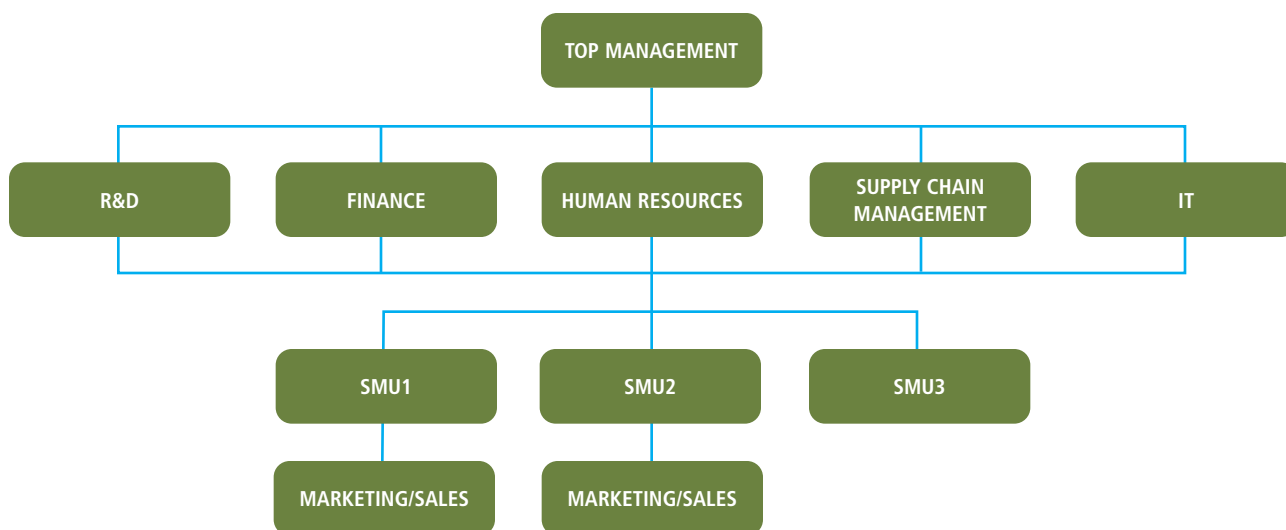 TOP MANAGEMENT
R&D
FINANCE
HUMAN RESOURCES
SUPPLY CHAIN
MANAGEMENT
IT
SMU1
SMU2
SMU3
MARKETING/SALES
MARKETING/SALES